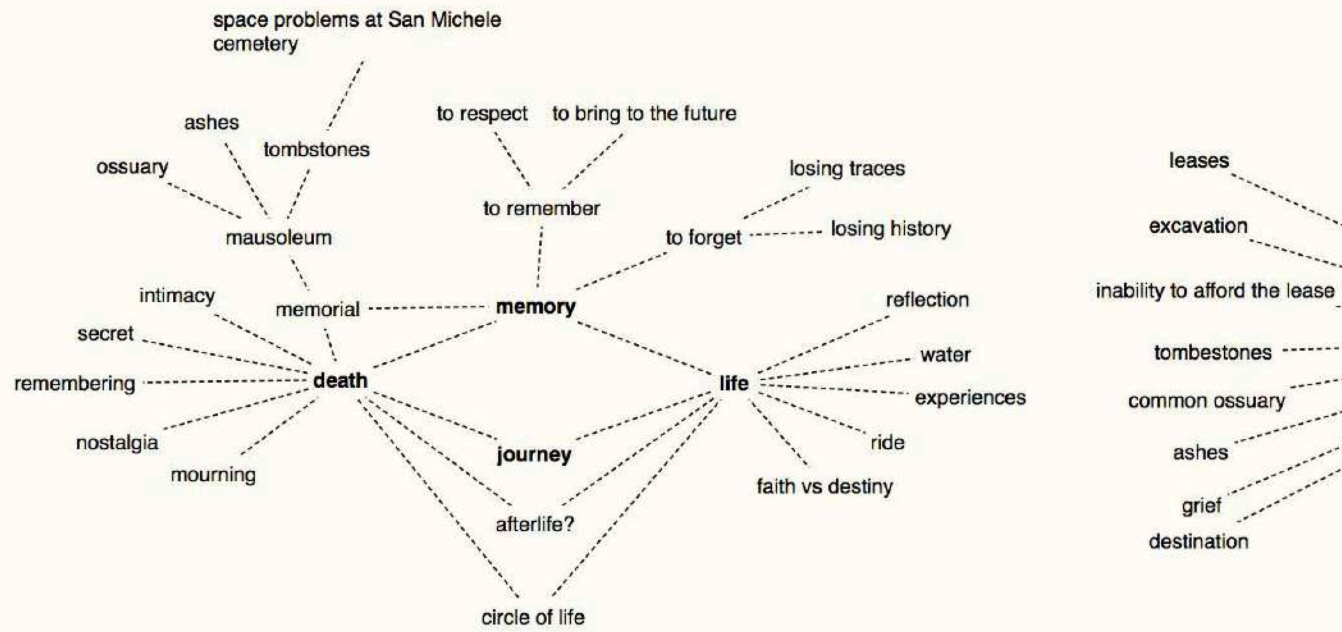 space problems at San Michele
cemetery
to respect
to bring to the future
ashes
tombstones
ossuary
losing traces
to remember
mausoleum
to forget
losing history
intimacy
memorial
memory
reflection
secret
water
remembering
death
life
experiences
nostalgia
journey
ride
mourning
faith vs destiny
afterlife?
circle of life
leases
excavation
inability to afford the lease
tombestones
common ossuary
ashes
grief
destination